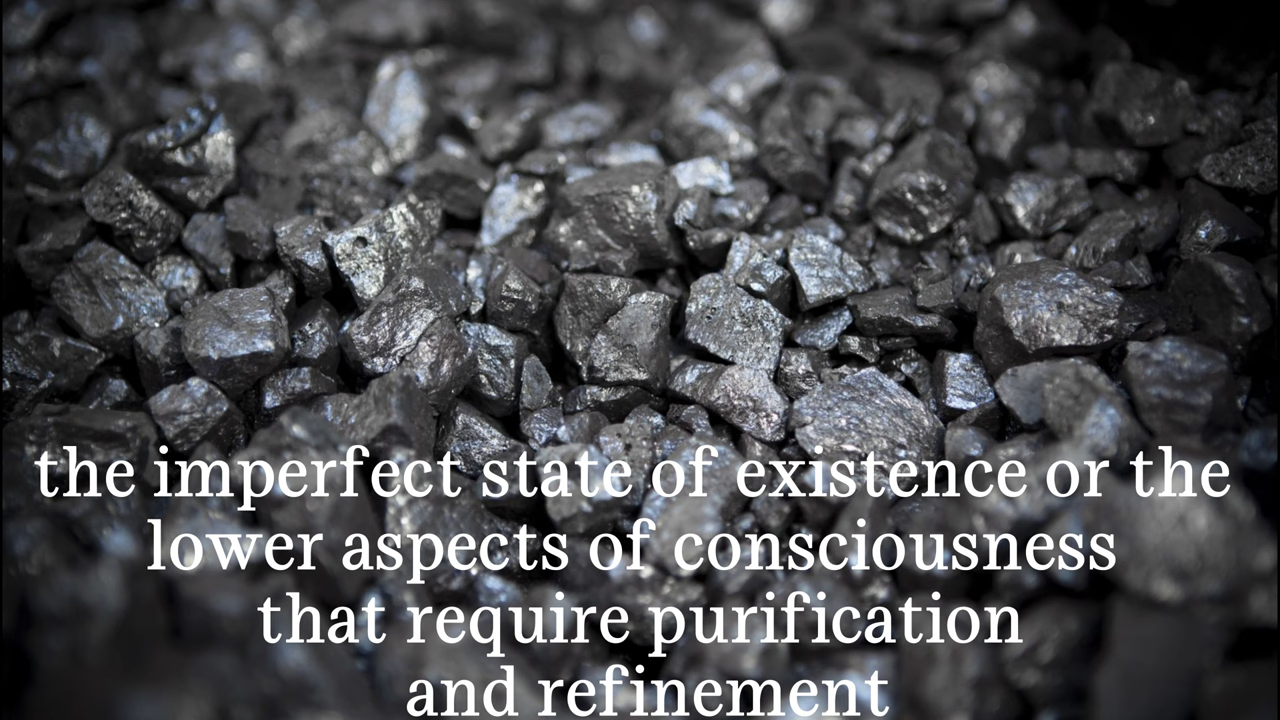 the imperfect state of existence or the
lower aspects of consciousness
that require purification
and refinement